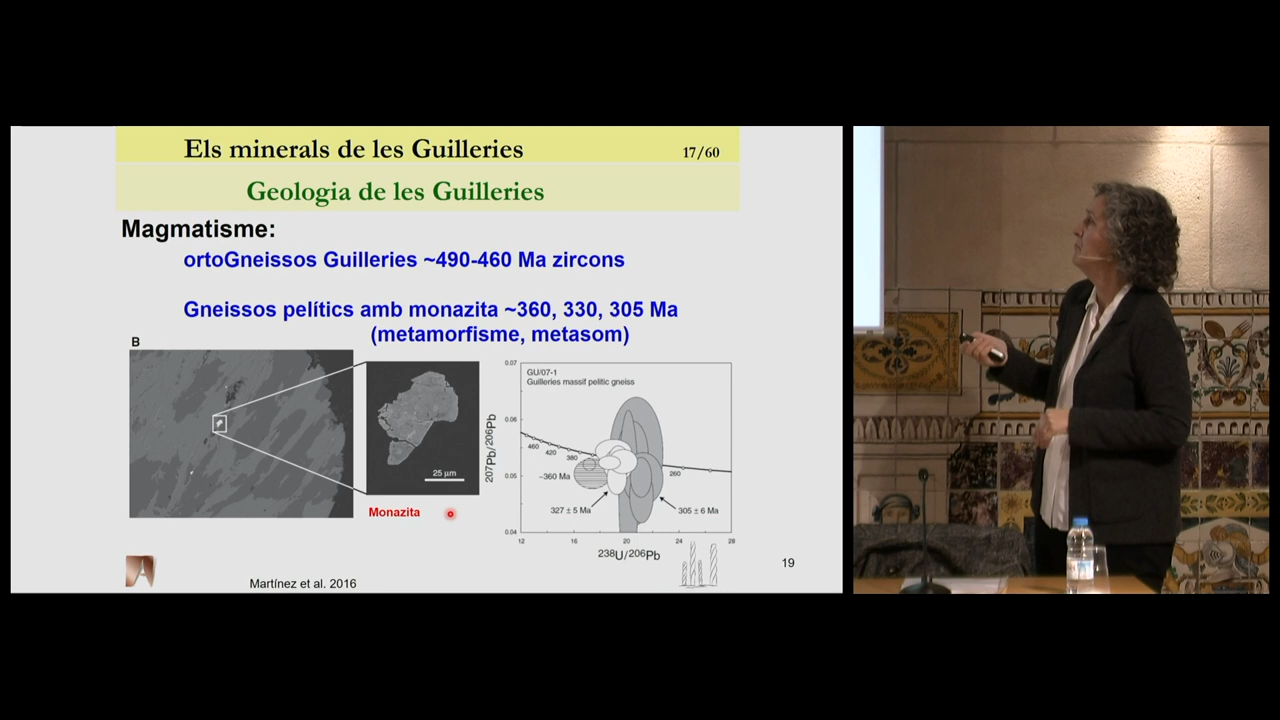 Els minerals de les Guilleries
17/60
Geologia de les Guilleries
Magmatisme:
ortoGneissos Guilleries ~490-460 Ma zircons
Gneissos pelítics amb monazita ~360, 330, 305 Ma
(metamorfisme, metasom)
B
25 µm
Monazita
0.07
0.06
0.05
0.04
207Pb/206Pb
GU/07-1
Guilleries massif pelitic gneiss
460
420
380
260
~360 Ma
327 ± 5 Ma
305 ± 6 Ma
12
16
20
24
28
238U/206Pb
19
Martínez et al. 2016